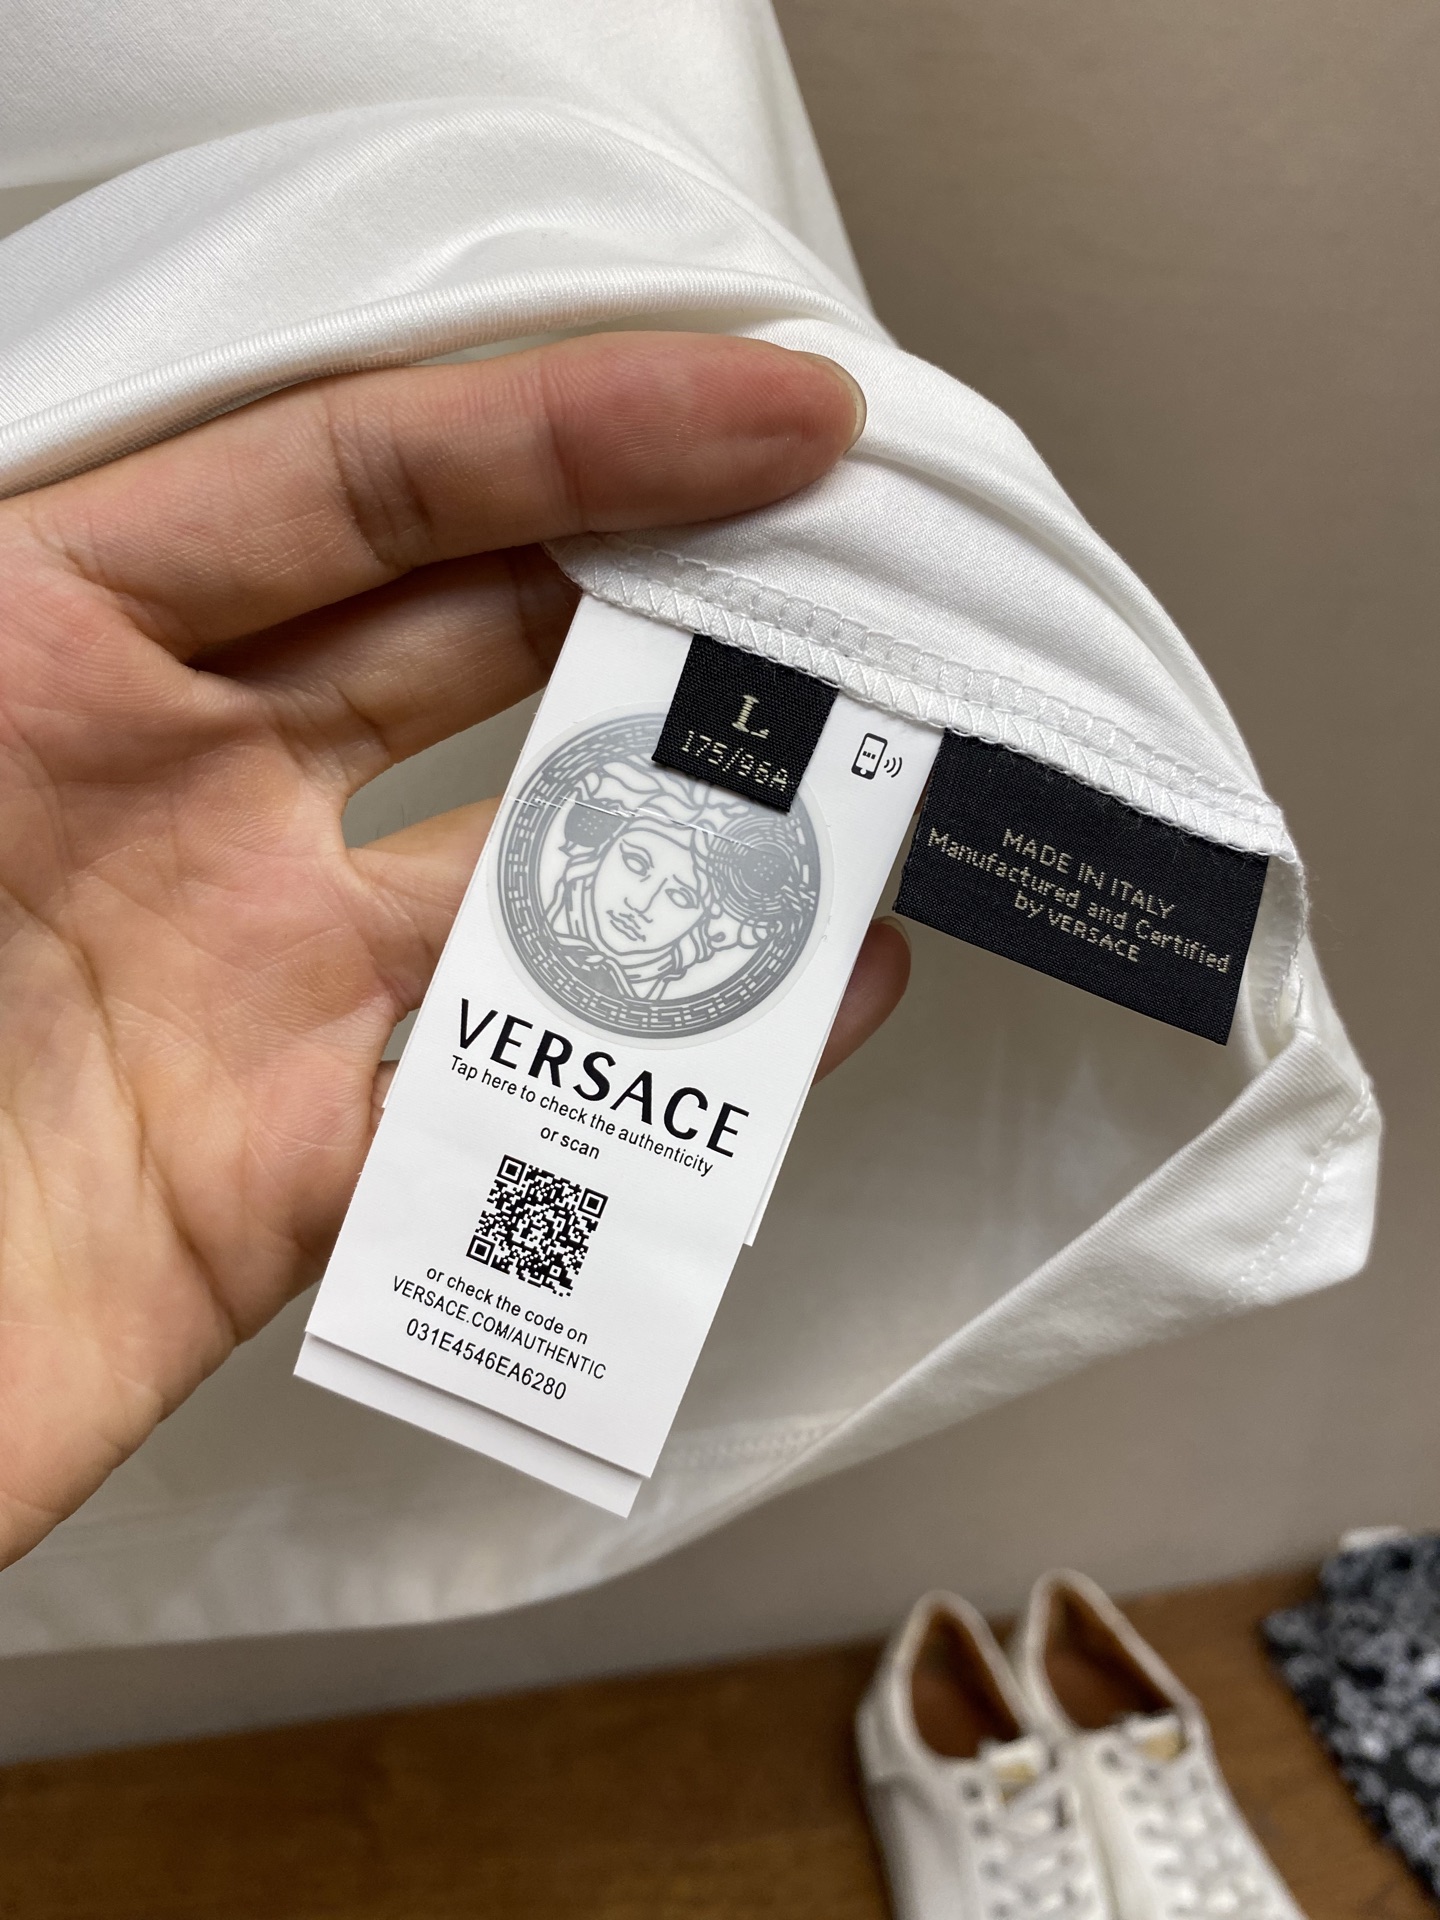 L
175/96A
MADE IN ITALY
Manufactured and Certified
by VERSACE
VERSACE
Tap here to check the authenticity
or scan
or check the code on
VERSACE.COM/AUTHENTIC
031E4546EA6280